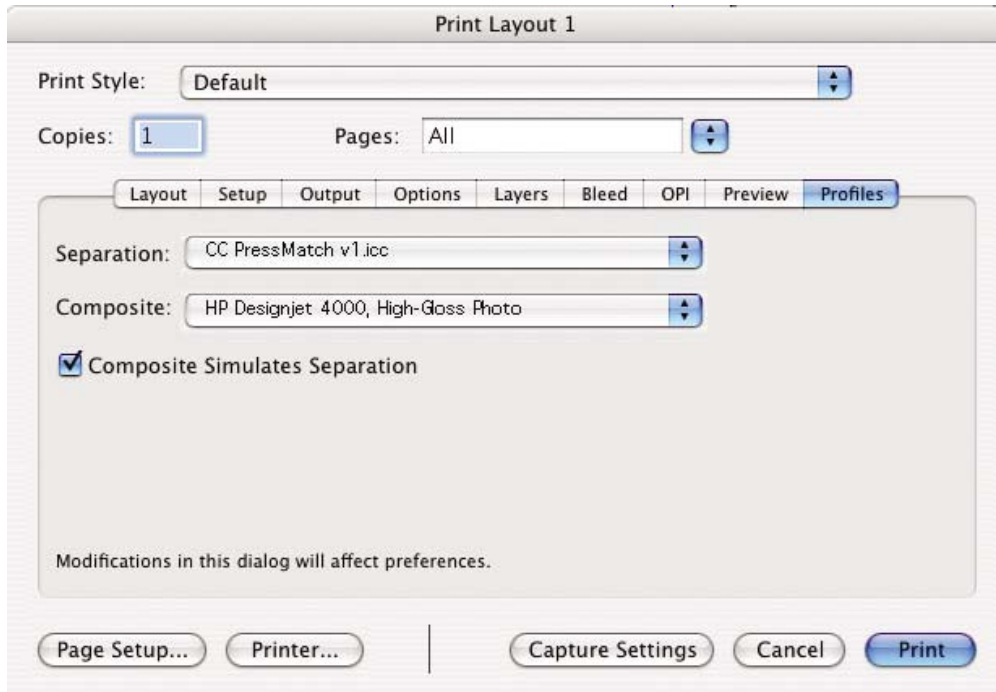 Print Layout 1
Print Style: Default
Copies: 1 Pages: All
Layout Setup Output Options Layers Bleed OPI Preview Profiles
Separation: CC PressMatch v1.icc
Composite: HP Designjet 4000, High-Gloss Photo
Composite Simulates Separation
Modifications in this dialog will affect preferences.
Page Setup... Printer... Capture Settings Cancel Print